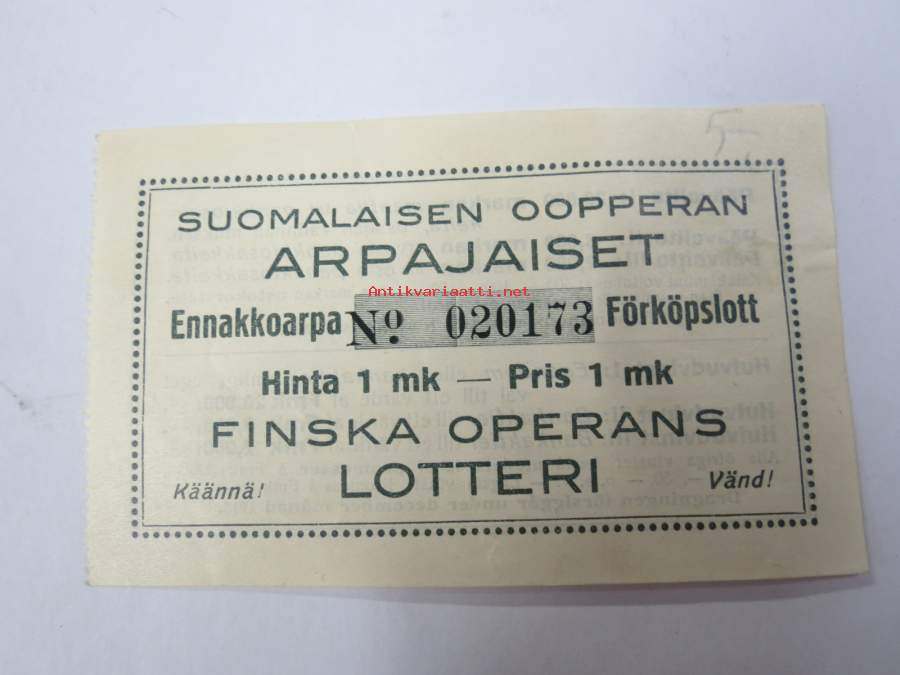 SUOMALAISEN OOPPERAN
ARPAJAISET
Antikvariaatti.net
Ennakkoarpa No. 020173 Förköpslott
Hinta 1 mk — Pris 1 mk
FINSKA OPERANS
LOTTERI
Käännä! Vänd!